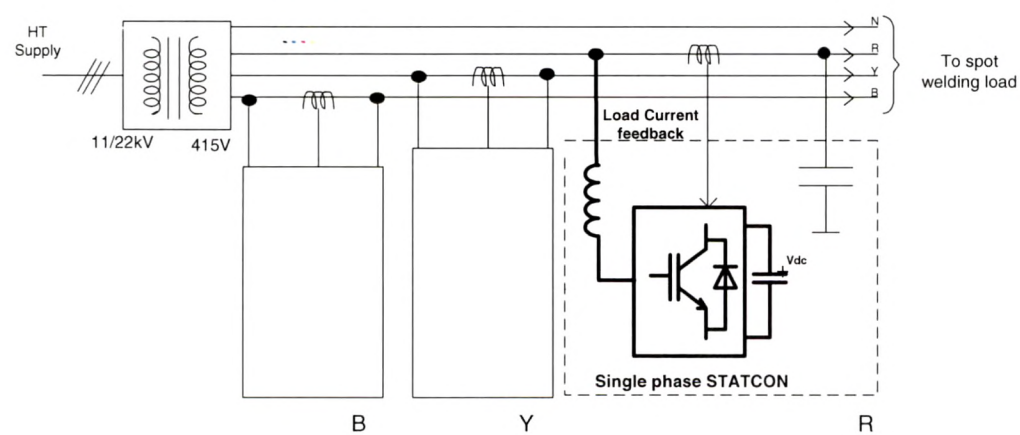 HT
Supply
11/22kV
415V
N
R
Y
B
To spot
welding load
Load Current
feedback
Vdc
Single phase STATCON
B
Y
R